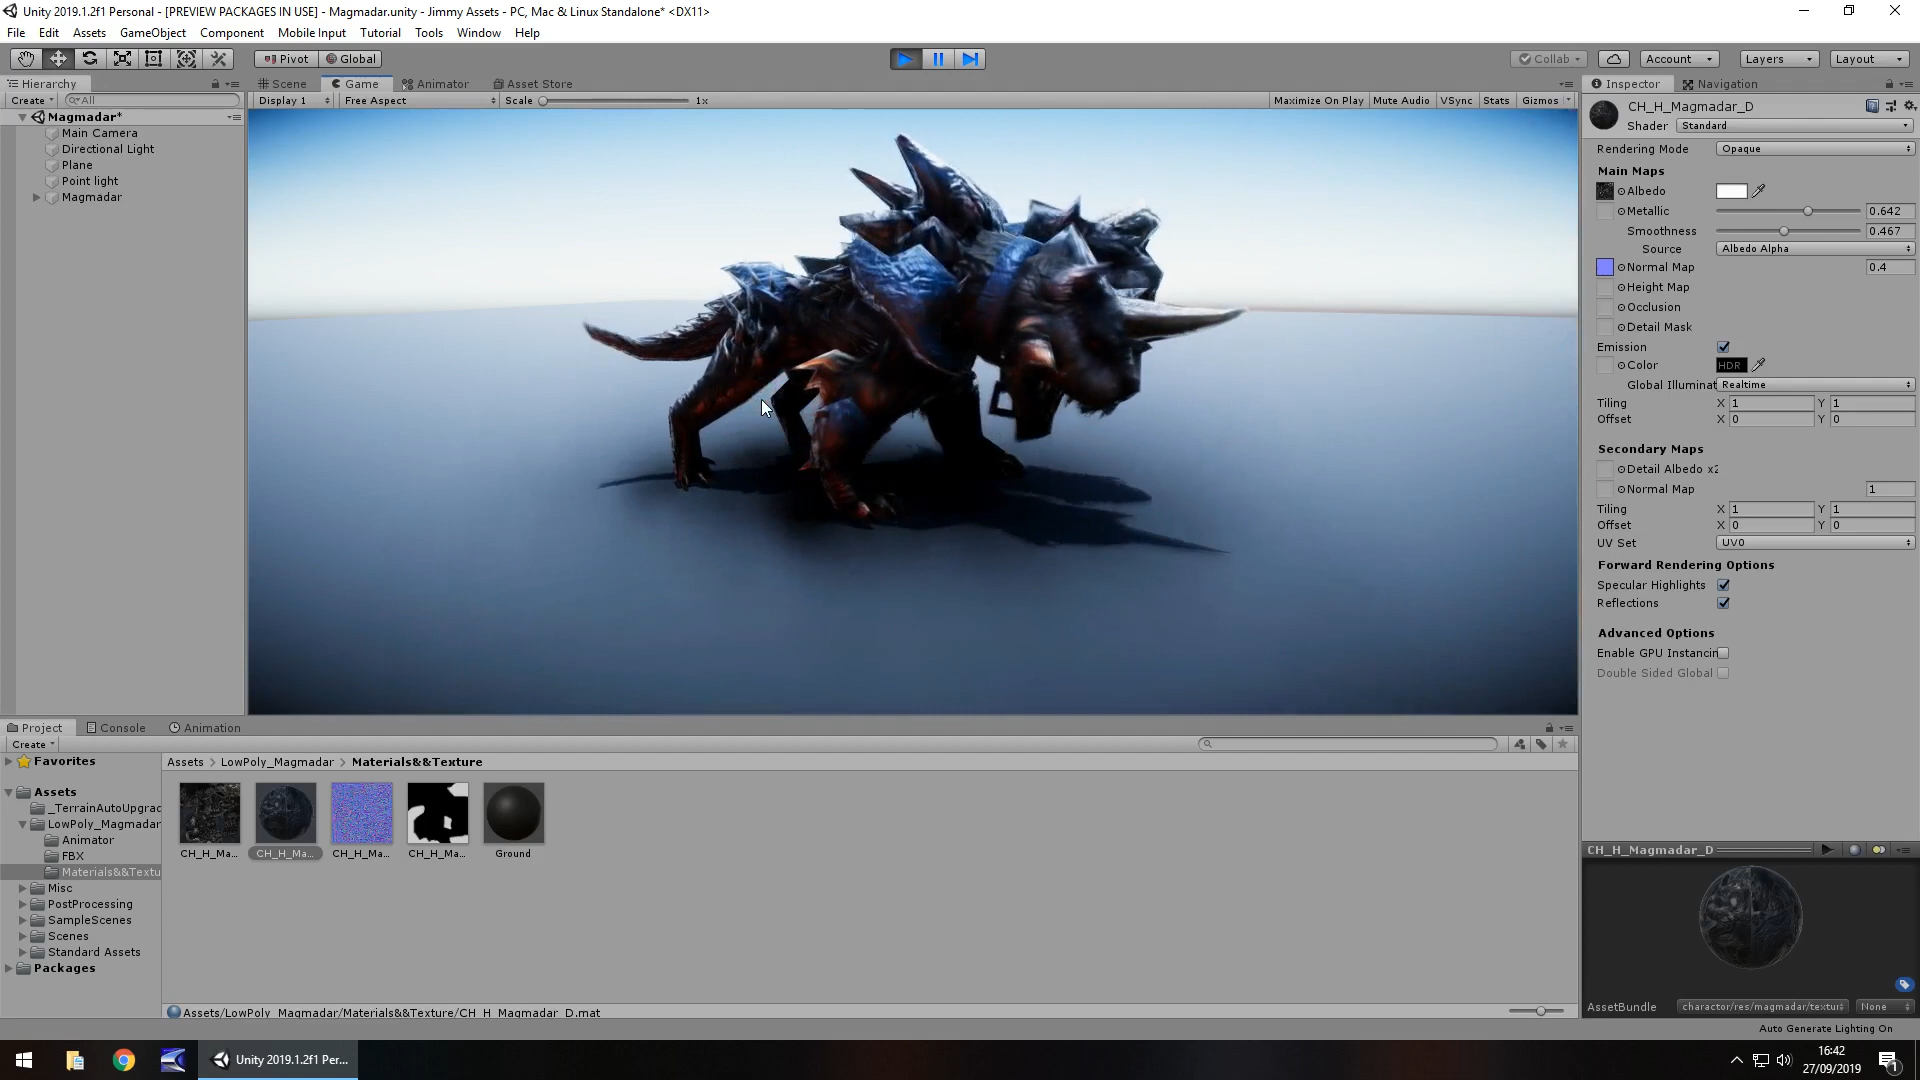 Unity 2019.1.2f1 Personal - [PREVIEW PACKAGES IN USE] - Magmadar.unity - Jimmy Assets - PC, Mac & Linux Standalone* <DX11>
File Edit Assets GameObject Component Mobile Input Tutorial Tools Window Help
Pivot Global Collab Account Layers Layout
Hierarchy Scene Game Animator Asset Store Inspector Navigation
Create All Display 1 Free Aspect Scale 1x Maximize On Play Mute Audio VSync Stats Gizmos
CH_H_Magmadar_D
Magmadar*
Shader Standard
Main Camera
Directional Light
Rendering Mode Opaque
Plane
Main Maps
Point light
Albedo
Magmadar
Metallic 0.642
Smoothness 0.467
Source Albedo Alpha
Normal Map 0.4
Height Map
Occlusion
Detail Mask
Emission
Color HDR
Global Illuminat Realtime
Tiling X 1 Y 1
Offset X 0 Y 0
Secondary Maps
Detail Albedo x2
Normal Map 1
Tiling X 1 Y 1
Offset X 0 Y 0
UV Set UV0
Forward Rendering Options
Specular Highlights
Reflections
Advanced Options
Enable GPU Instancin
Double Sided Global
Project Console Animation
Create
Favorites
Assets > LowPoly_Magmadar > Materials&&Texture
Assets
_TerrainAutoUpgrad
LowPoly_Magmadar
Animator
FBX
Materials&&Textu
Misc
PostProcessing
SampleScenes
Scenes
Standard Assets
Packages
CH_H_Ma... CH_H_Ma... CH_H_Ma... CH_H_Ma... Ground
CH_H_Magmadar_D
AssetBundle charactor/res/magmadar/textur None
Assets/LowPoly_Magmadar/Materials&&Texture/CH_H_Magmadar_D.mat
Auto Generate Lighting On
Unity 2019.1.2f1 Per...
16:42
27/09/2019
1